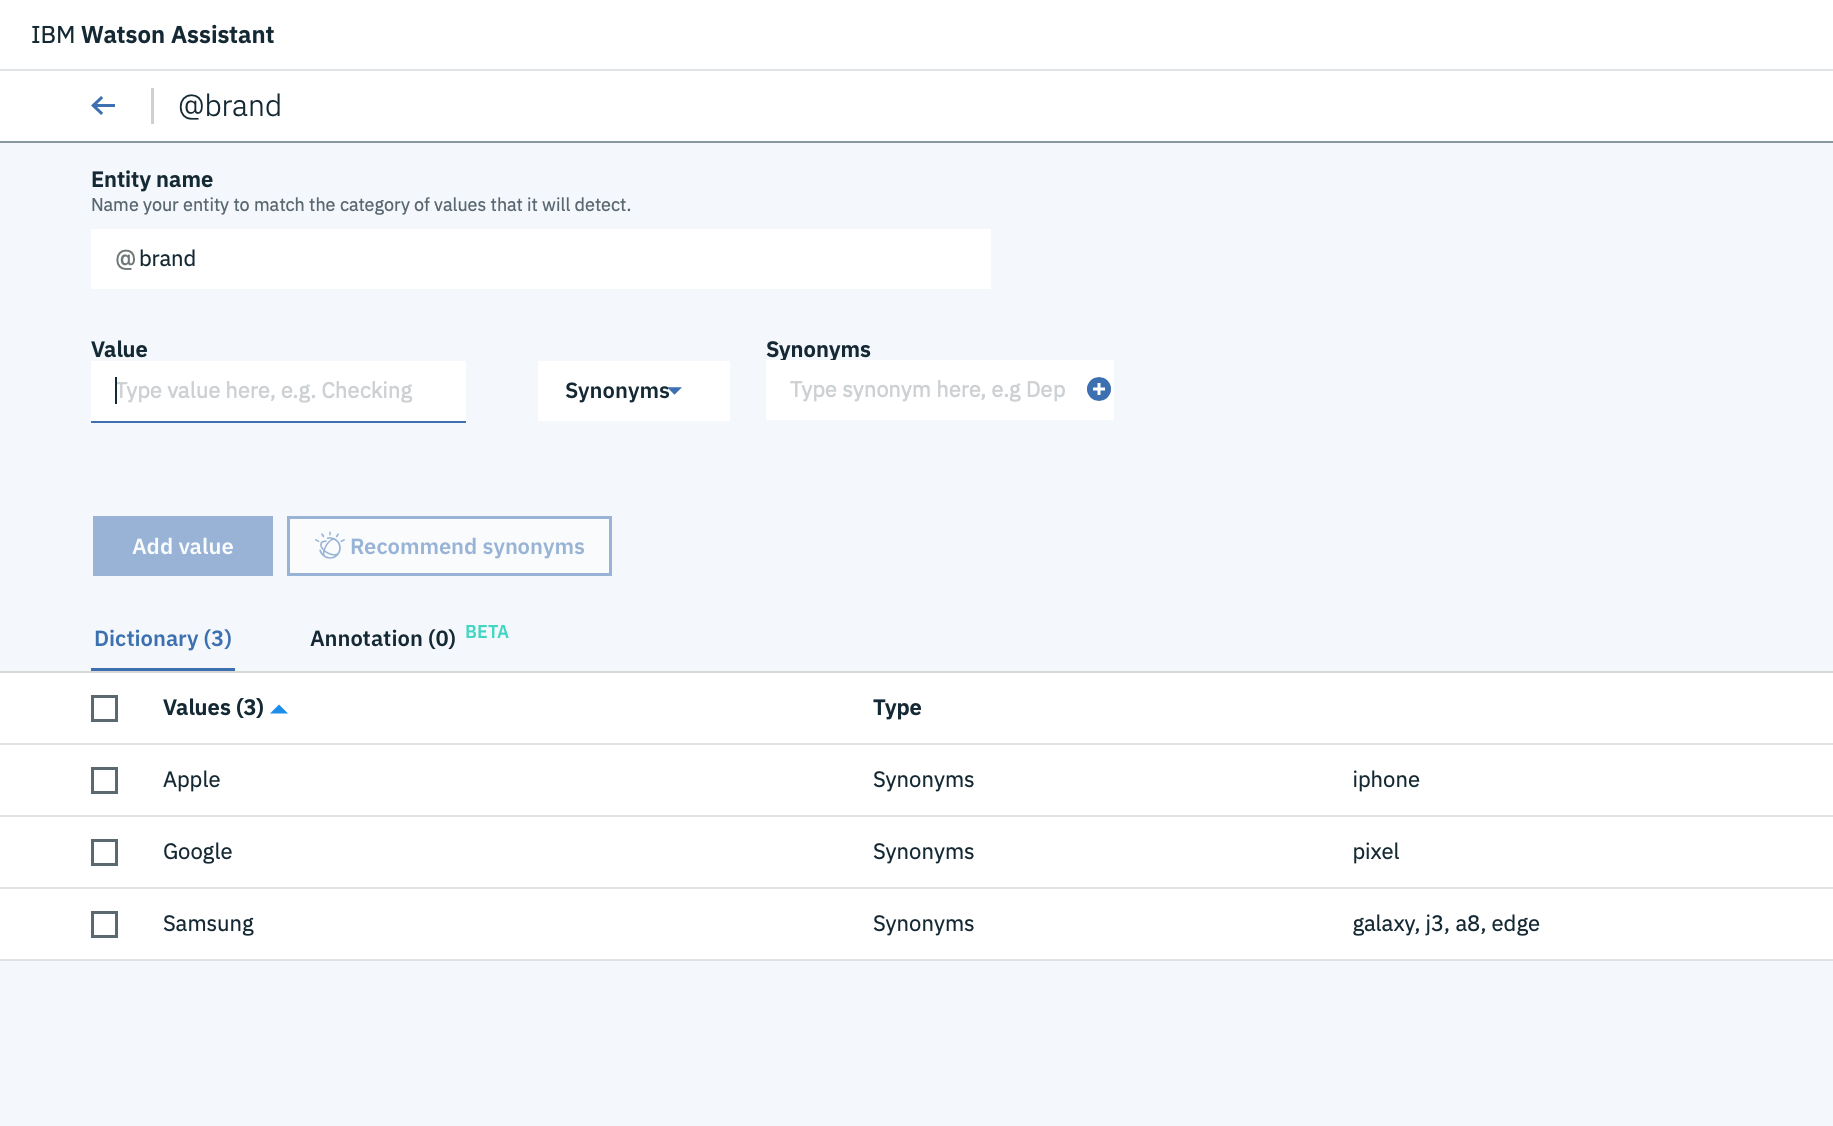 IBM Watson Assistant
@brand
Entity name
Name your entity to match the category of values that it will detect.
@brand
Value
Synonyms
Type value here, e.g. Checking
Synonyms
Type synonym here, e.g Dep
Add value
Recommend synonyms
Dictionary (3)
Annotation (0) BETA
Values (3)
Type
Apple
Synonyms
iphone
Google
Synonyms
pixel
Samsung
Synonyms
galaxy, j3, a8, edge